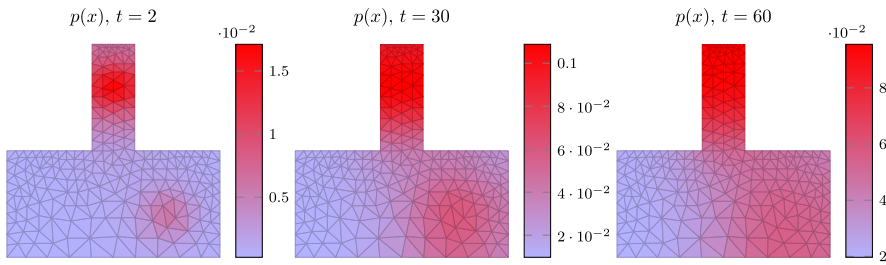 p(x), t = 2
·10⁻²
1.5
1
0.5
p(x), t = 30
0.1
8 · 10⁻²
6 · 10⁻²
4 · 10⁻²
2 · 10⁻²
p(x), t = 60
·10⁻²
8
6
4
2